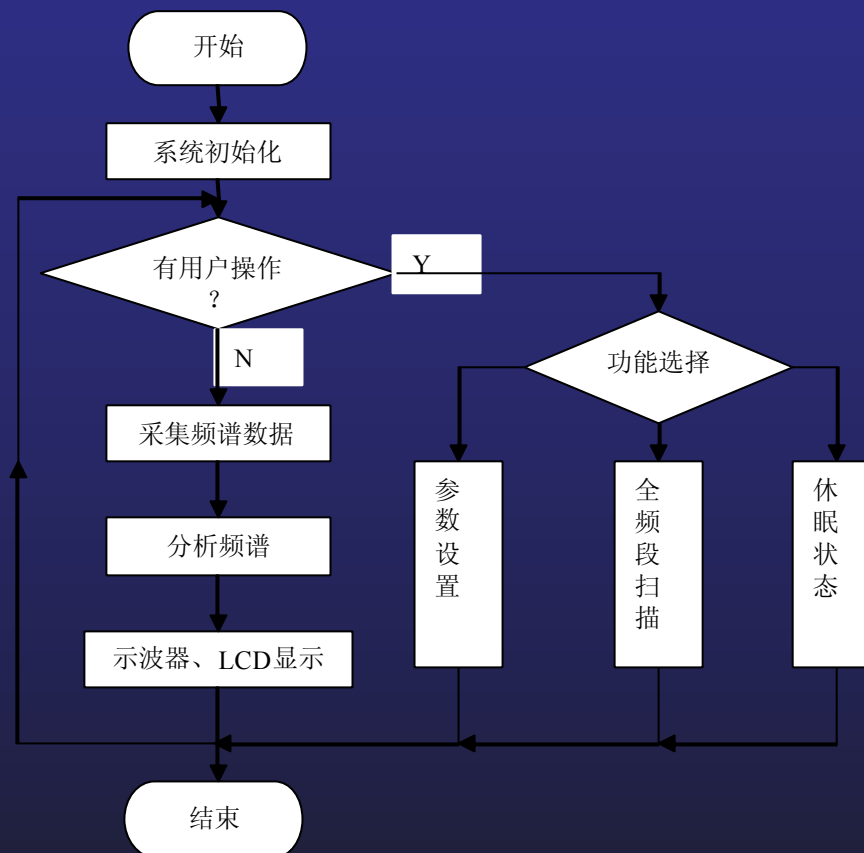 开始
系统初始化
有用户操作
？
Y
N
功能选择
采集频谱数据
分析频谱
示波器、LCD显示
参
数
设
置
全
频
段
扫
描
休
眠
状
态
结束